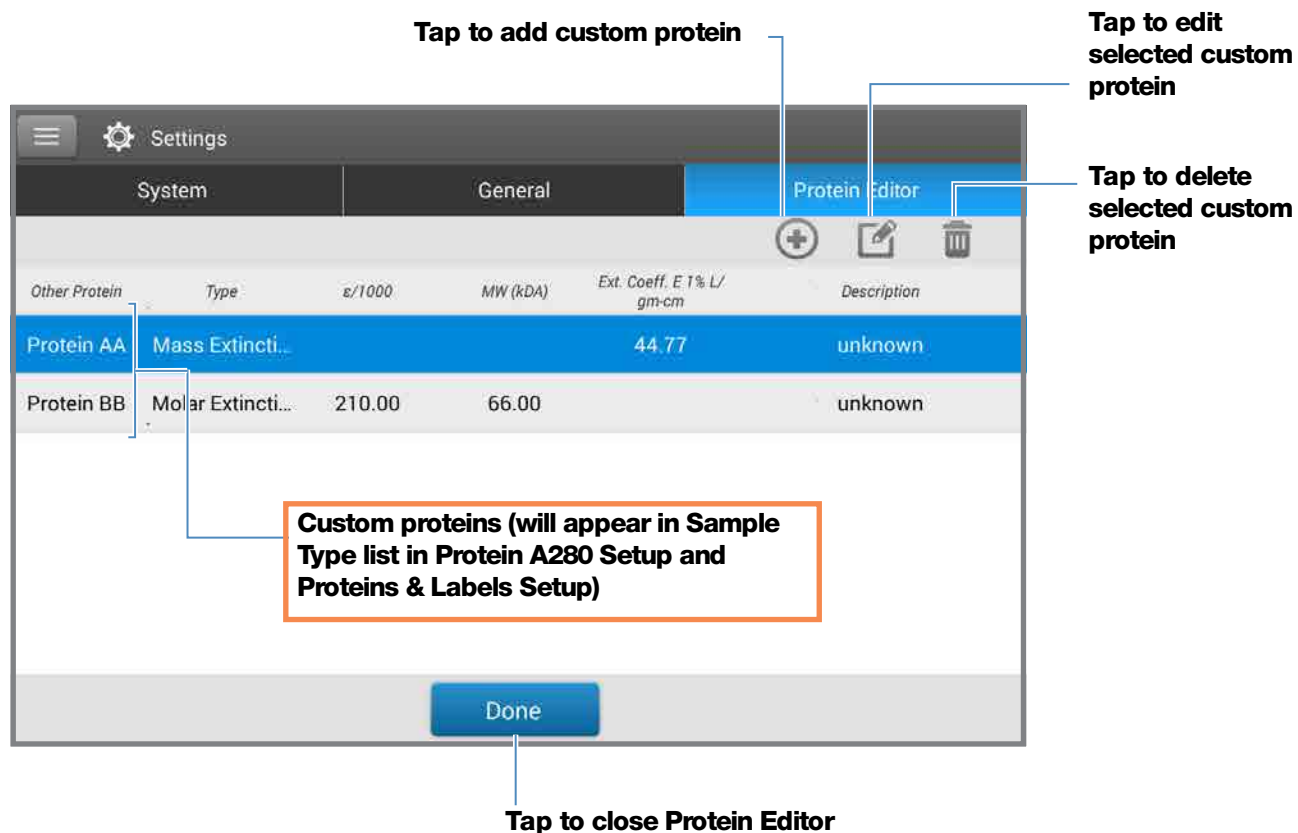 Tap to add custom protein
Tap to edit
selected custom
protein
Settings
System General Protein Editor
Tap to delete
selected custom
protein
Other Protein Type ε/1000 MW (kDA) Ext. Coeff. E 1% L/
gm-cm Description
Protein AA Mass Extincti... 44.77 unknown
Protein BB Molar Extincti... 210.00 66.00 unknown
Custom proteins (will appear in Sample
Type list in Protein A280 Setup and
Proteins & Labels Setup)
Done
Tap to close Protein Editor